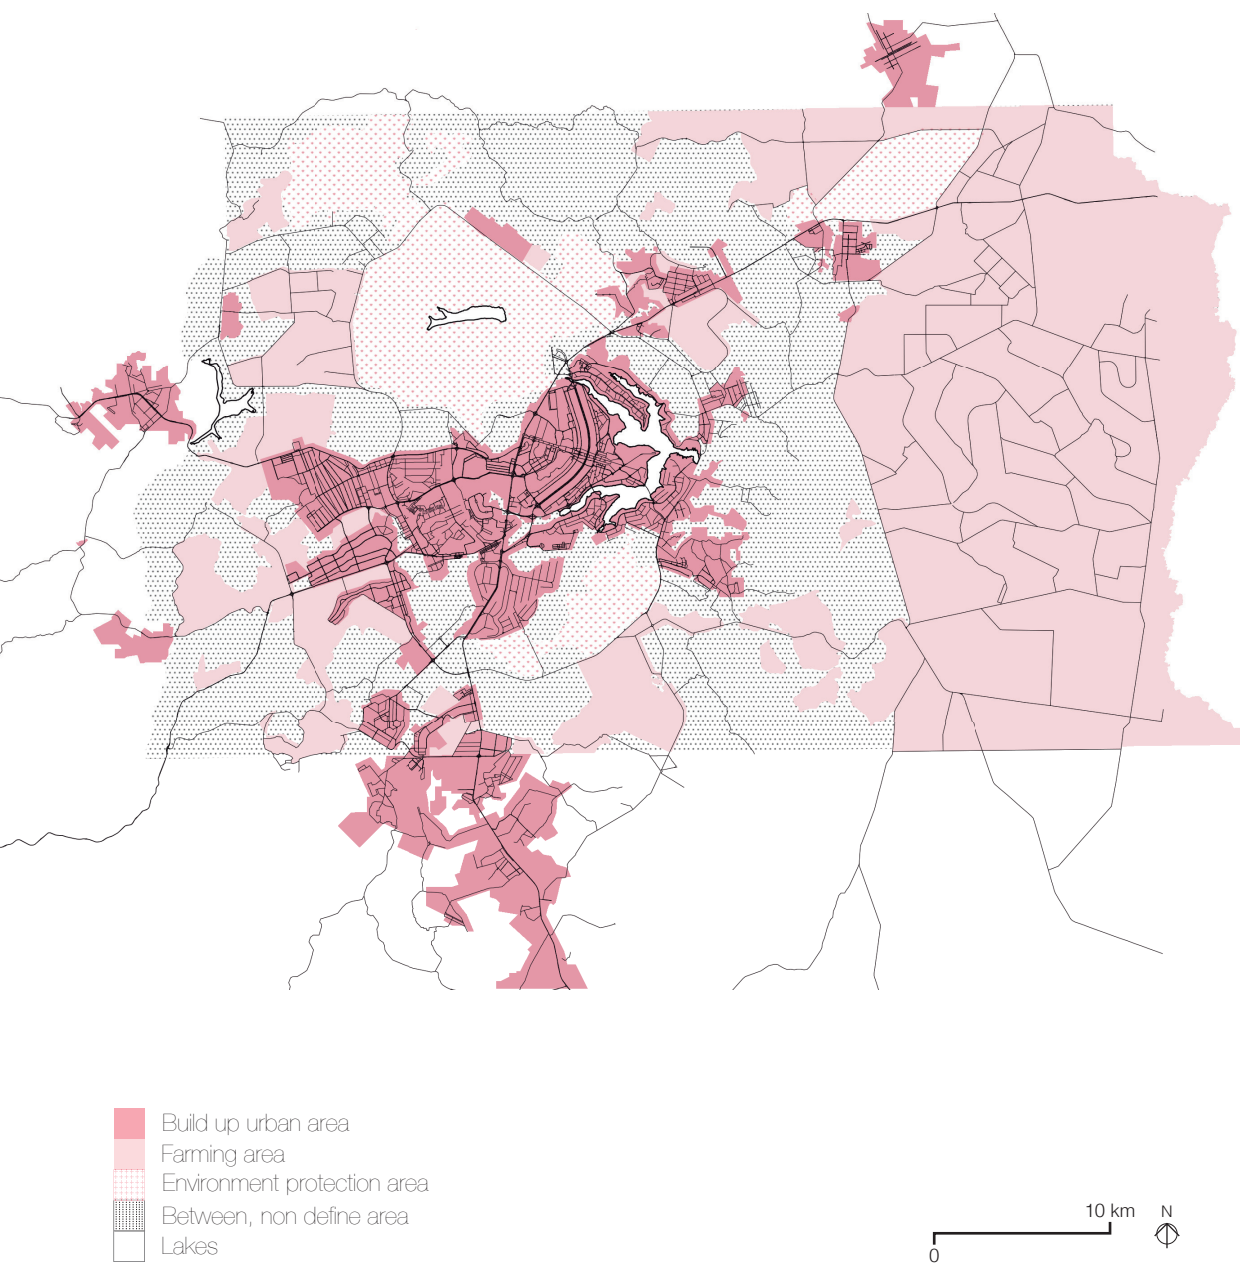 Build up urban area
Farming area
Environment protection area
Between, non define area
Lakes
10 km
N
0